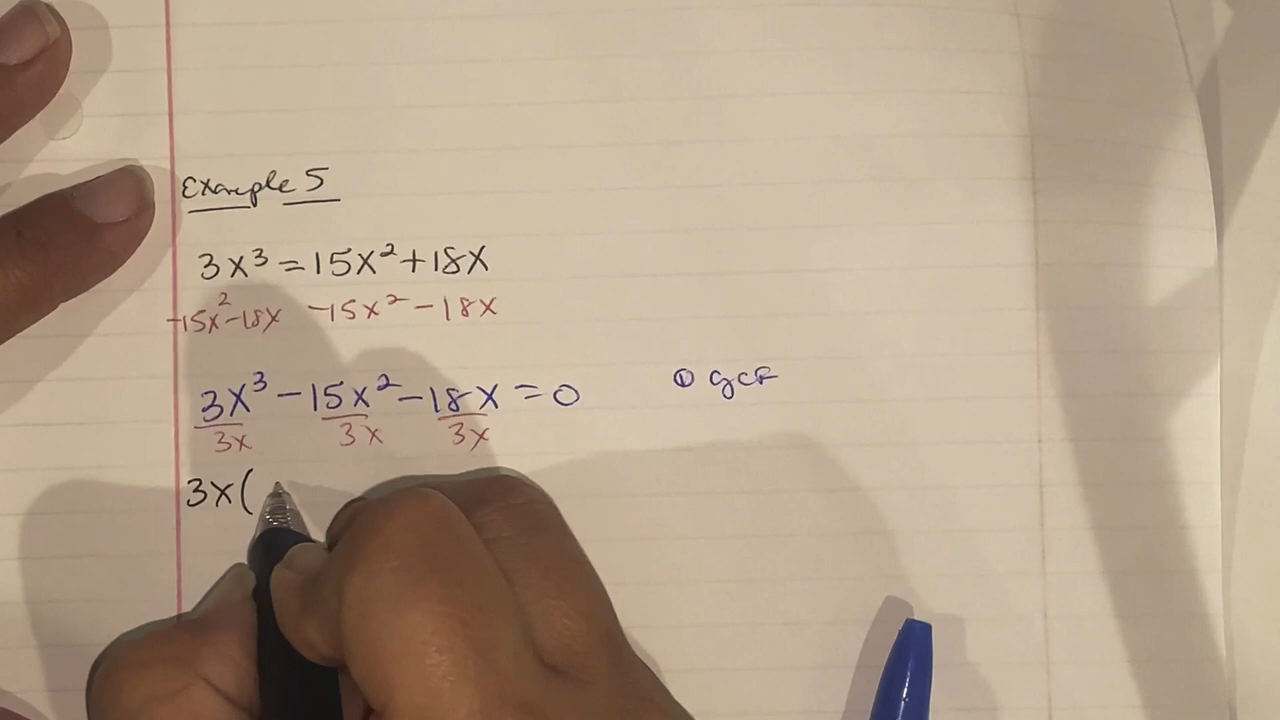 Example 5
3x³ = 15x² + 18x
-15x² - 18x -15x² - 18x
3x³ - 15x² - 18x = 0 ① gcf
3x 3x 3x
3x(